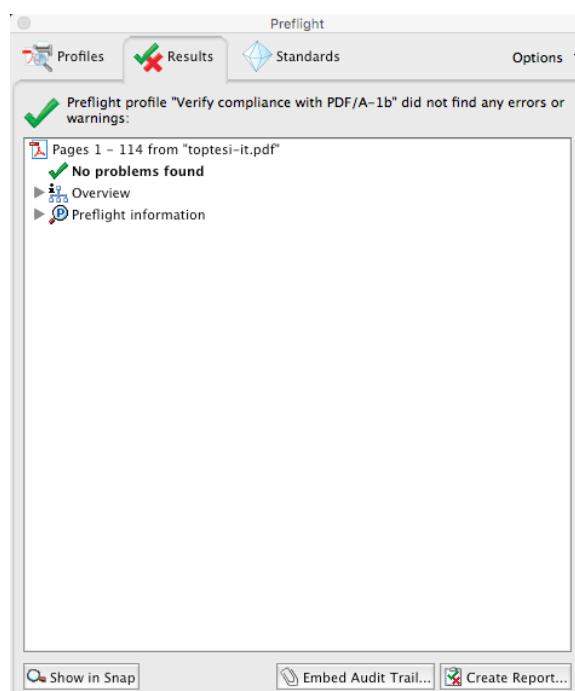 Preflight
Profiles
Results
Standards
Options
Preflight profile "Verify compliance with PDF/A-1b" did not find any errors or
warnings:
Pages 1 - 114 from "toptesi-it.pdf"
No problems found
Overview
Preflight information
Show in Snap
Embed Audit Trail...
Create Report...